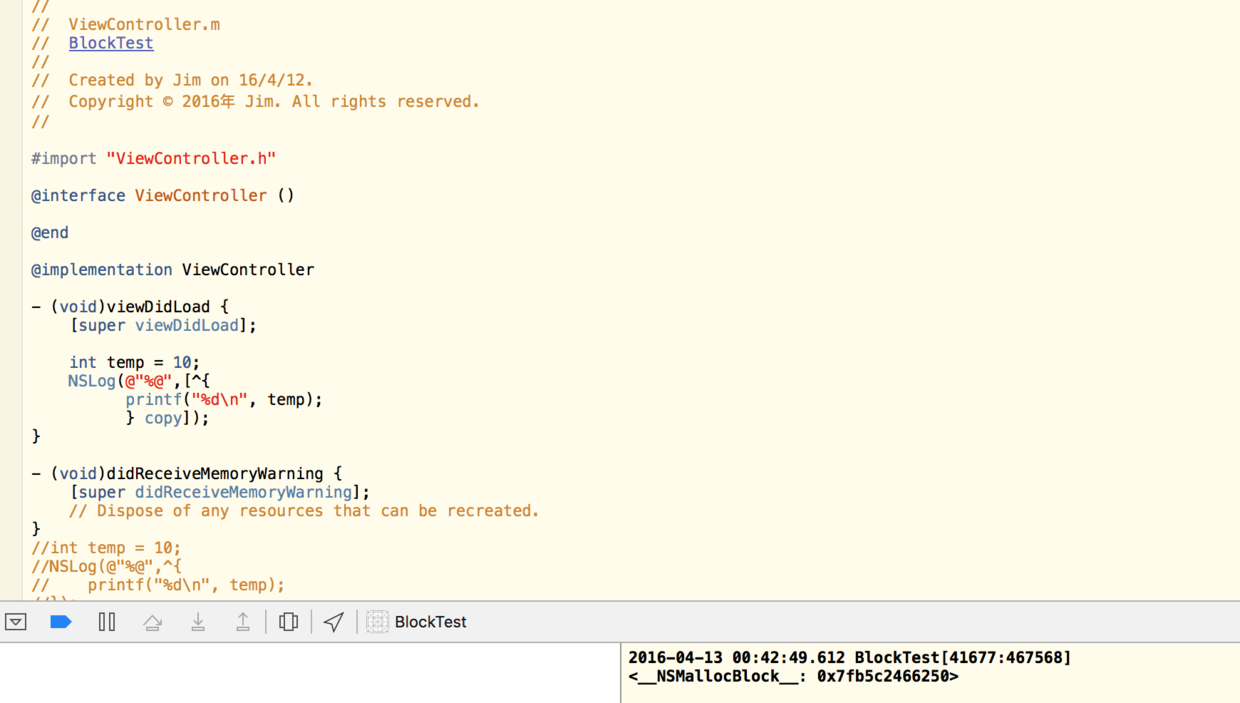 //
//  ViewController.m
//  BlockTest
//
//  Created by Jim on 16/4/12.
//  Copyright © 2016年 Jim. All rights reserved.
//
#import "ViewController.h"
@interface ViewController ()
@end
@implementation ViewController
- (void)viewDidLoad {
    [super viewDidLoad];
    int temp = 10;
    NSLog(@"%@",[^{
          printf("%d\n", temp);
          } copy]);
}
- (void)didReceiveMemoryWarning {
    [super didReceiveMemoryWarning];
    // Dispose of any resources that can be recreated.
}
//int temp = 10;
//NSLog(@"%@",^{
//    printf("%d\n", temp);
BlockTest
2016-04-13 00:42:49.612 BlockTest[41677:467568]
<__NSMallocBlock__: 0x7fb5c2466250>